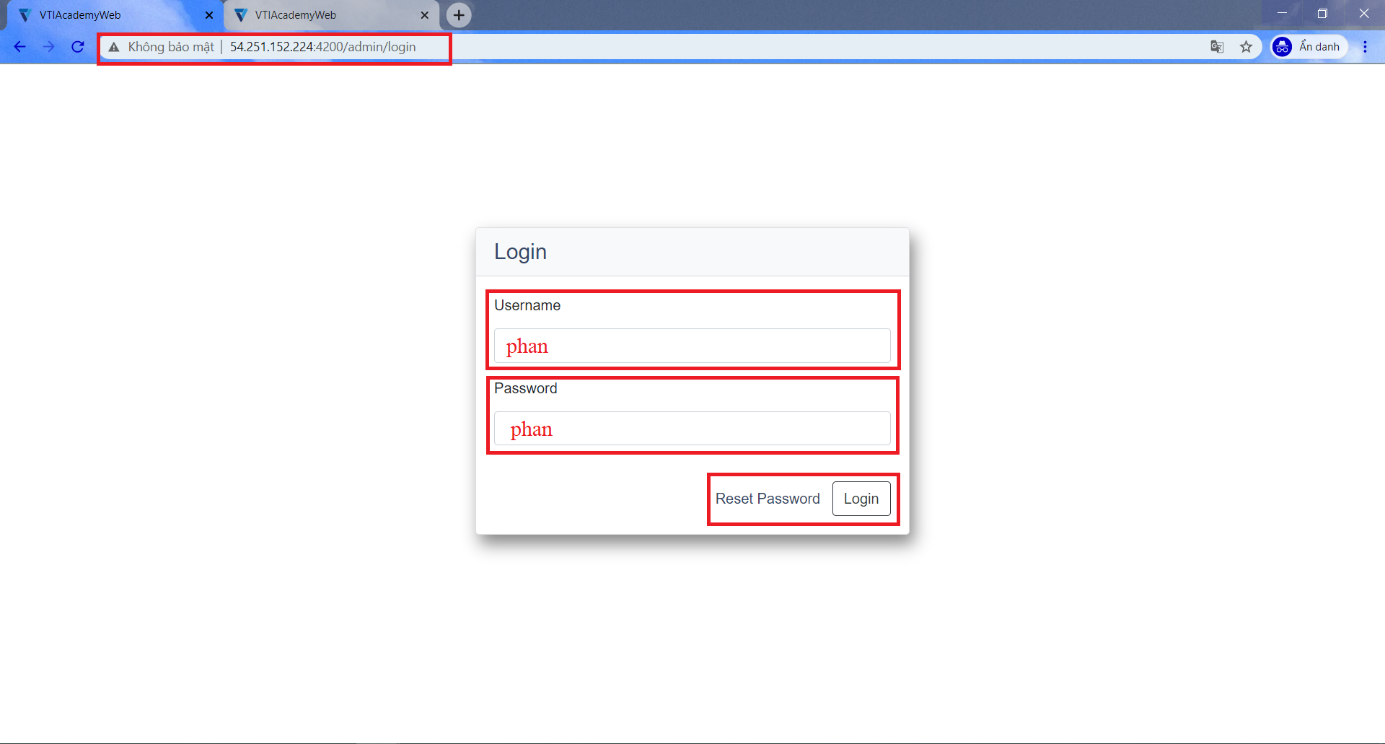 VTIAcademyWeb
VTIAcademyWeb
Không bảo mật 54.251.152.224:4200/admin/login
Ẩn danh
Login
Username
phan
Password
phan
Reset Password Login